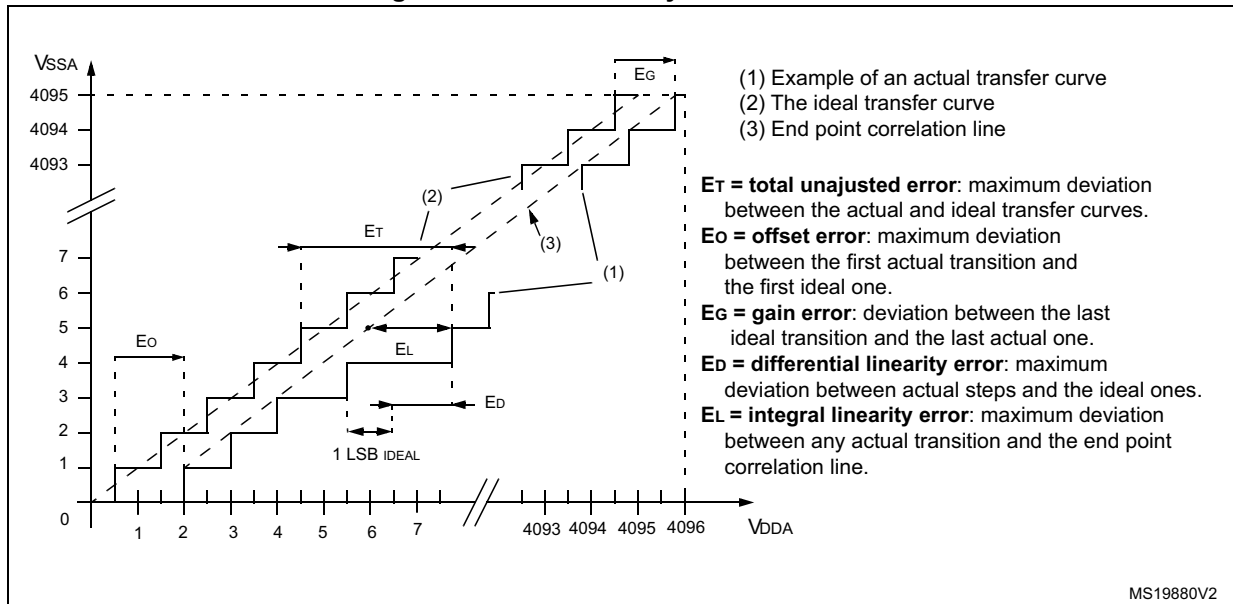 VSSA
EG
4095
4094
4093
(1) Example of an actual transfer curve
(2) The ideal transfer curve
(3) End point correlation line
ET = total unajusted error: maximum deviation
between the actual and ideal transfer curves.
EO = offset error: maximum deviation
between the first actual transition and
the first ideal one.
EG = gain error: deviation between the last
ideal transition and the last actual one.
ED = differential linearity error: maximum
deviation between actual steps and the ideal ones.
EL = integral linearity error: maximum deviation
between any actual transition and the end point
correlation line.
(2)
ET
(3)
(1)
7
6
5
4
3
2
1
0
EO
EL
ED
1 LSB IDEAL
1 2 3 4 5 6 7 4093 4094 4095 4096
VDDA
MS19880V2